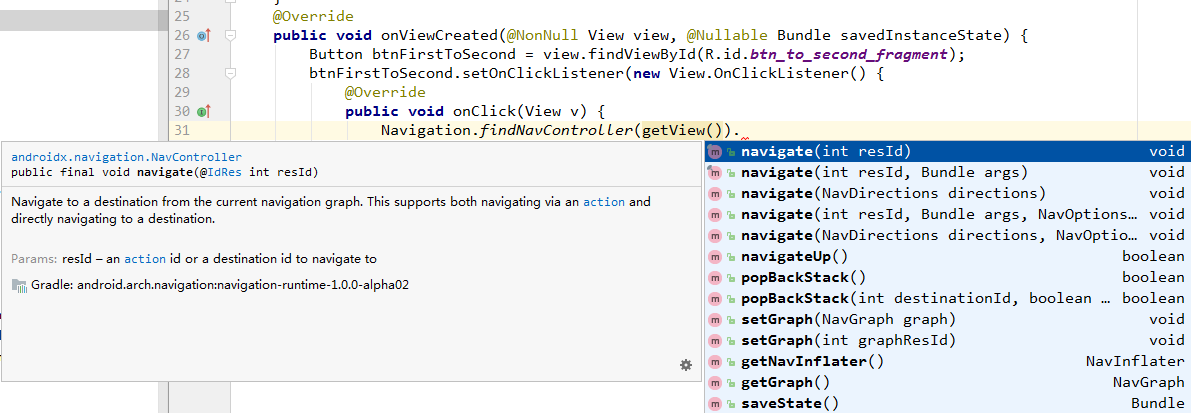 24 }
25 @Override
26 public void onViewCreated(@NonNull View view, @Nullable Bundle savedInstanceState) {
27 Button btnFirstToSecond = view.findViewById(R.id.btn_to_second_fragment);
28 btnFirstToSecond.setOnClickListener(new View.OnClickListener() {
29 @Override
30 public void onClick(View v) {
31 Navigation.findNavController(getView()).
androidx.navigation.NavController
public final void navigate(@IdRes int resId)
Navigate to a destination from the current navigation graph. This supports both navigating via an action and
directly navigating to a destination.
Params: resId – an action id or a destination id to navigate to
Gradle: android.arch.navigation:navigation-runtime-1.0.0-alpha02
navigate(int resId) void
navigate(int resId, Bundle args) void
navigate(NavDirections directions) void
navigate(int resId, Bundle args, NavOptions… void
navigate(NavDirections directions, NavOptio… void
navigateUp() boolean
popBackStack() boolean
popBackStack(int destinationId, boolean … boolean
setGraph(NavGraph graph) void
setGraph(int graphResId) void
getNavInflater() NavInflater
getGraph() NavGraph
saveState() Bundle